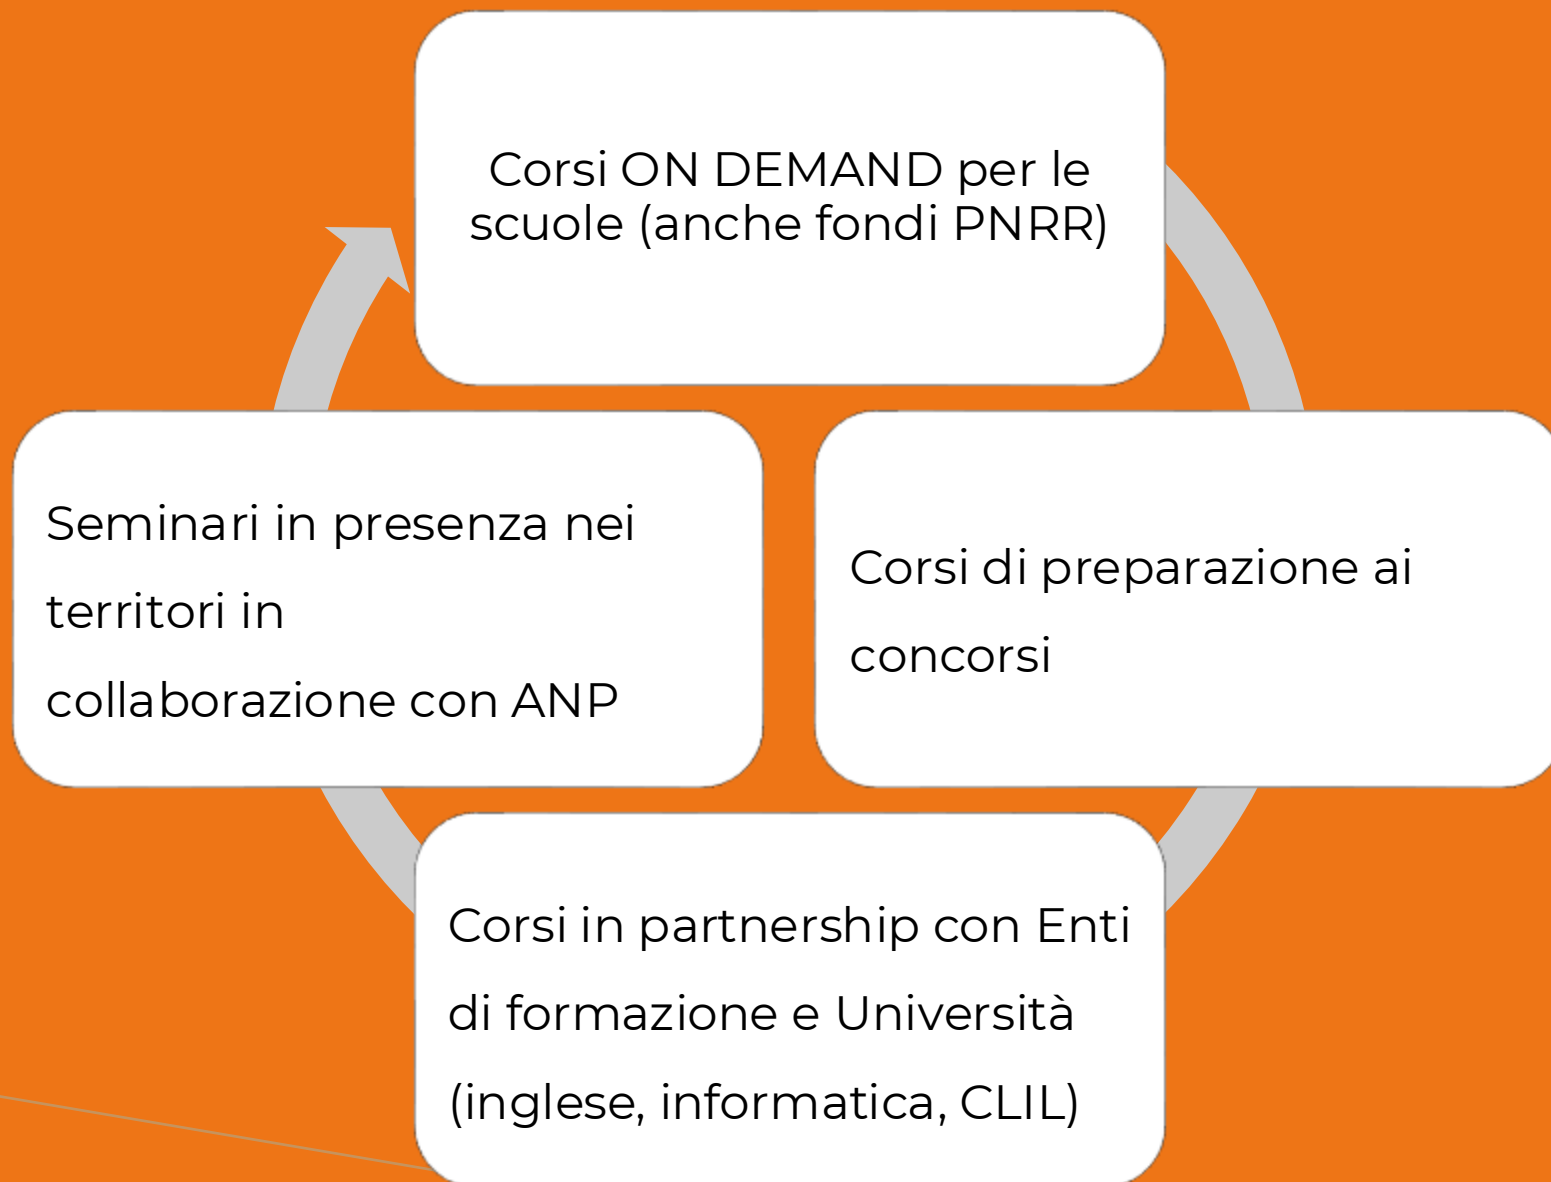 Corsi ON DEMAND per le
scuole (anche fondi PNRR)
Seminari in presenza nei
territori in
collaborazione con ANP
Corsi di preparazione ai
concorsi
Corsi in partnership con Enti
di formazione e Università
(inglese, informatica, CLIL)